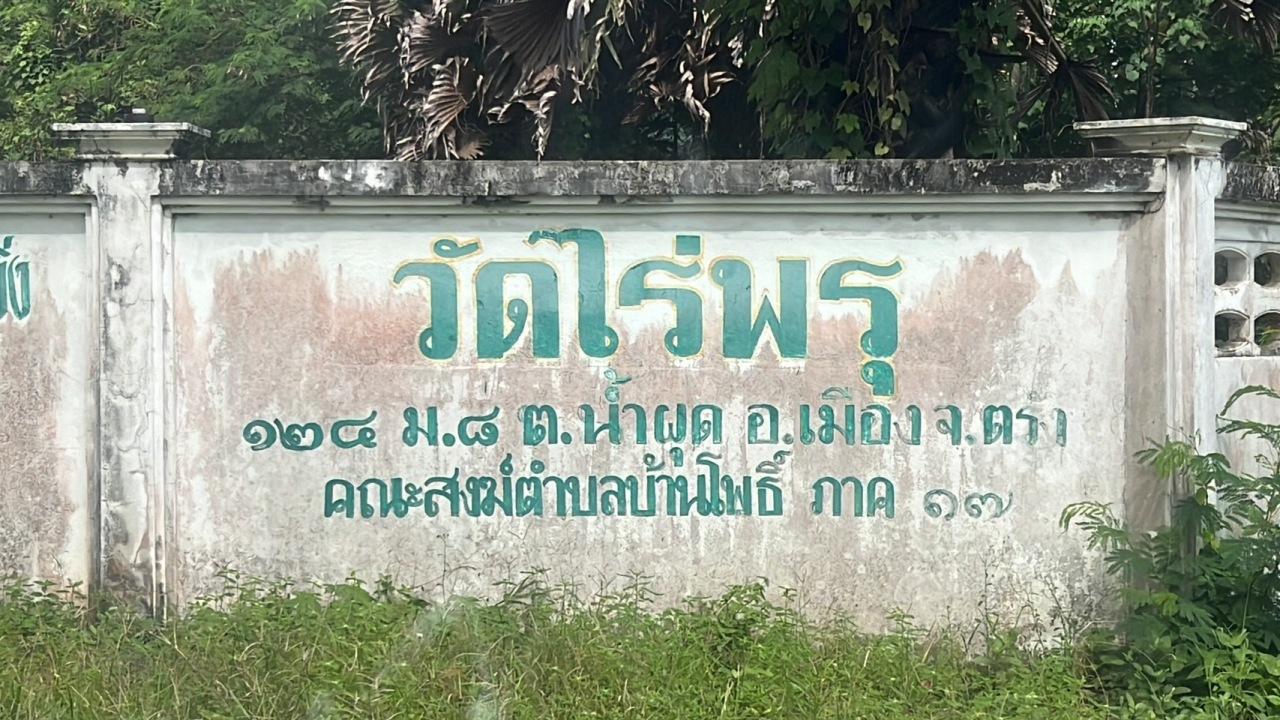 วัดไร่พรุ
๑๒๔ ม.๘ ต.น้ำผุด อ.เมือง จ.ตรัง
คณะสงฆ์ตำบลบ้านโพธิ์ ภาค ๑๗